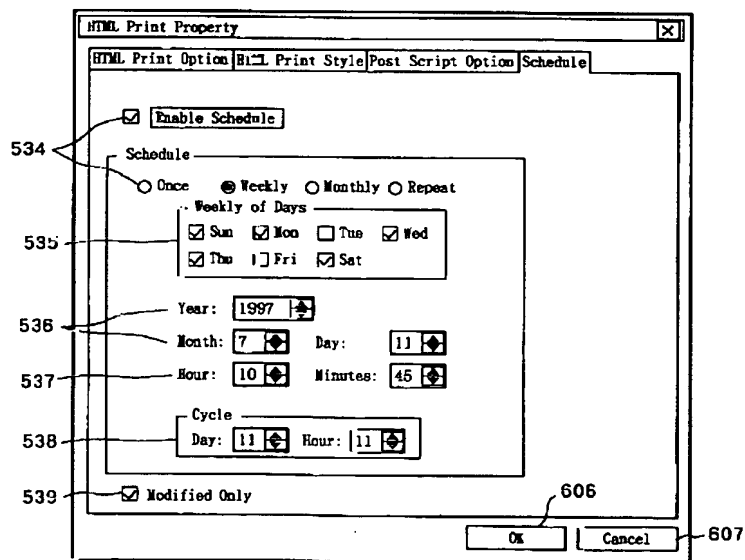 HTML Print Property
HTML Print Option Print Style Post Script Option Schedule
Enable Schedule
534
Schedule
Once Weekly Monthly Repeat
Weekly of Days
Sun Mon Tue Wed
535
Thu Fri Sat
Year: 1997
536
Month: 7 Day: 11
Hour: 10 Minutes: 45
537
Cycle
538
Day: 11 Hour: 11
539
Modified Only
606
OK Cancel 607